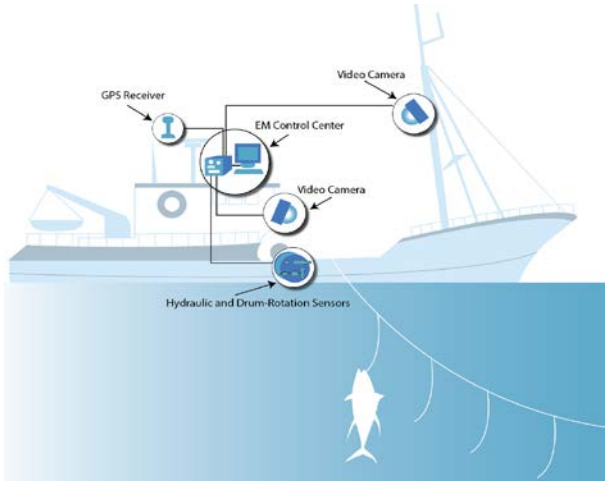 Video Camera
GPS Receiver
EM Control Center
Video Camera
Hydraulic and Drum-Rotation Sensors